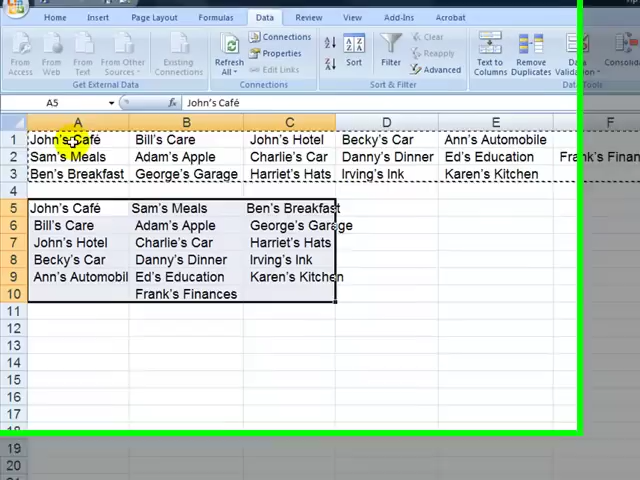 Home Insert Page Layout Formulas Data Review View Add-Ins Acrobat
From Access From Web From Text From Other Sources Existing Connections
Refresh All Connections Properties Edit Links
Sort Filter Clear Reapply Advanced
Text to Columns Remove Duplicates Data Validation
Get External Data Connections Sort & Filter Data Tools
A5 John's Café
A B C D E F
1 John's Café Bill's Care John's Hotel Becky's Car Ann's Automobile
2 Sam's Meals Adam's Apple Charlie's Car Danny's Dinner Ed's Education Frank's Finances
3 Ben's Breakfast George's Garage Harriet's Hats Irving's Ink Karen's Kitchen
4
5 John's Café Sam's Meals Ben's Breakfast
6 Bill's Care Adam's Apple George's Garage
7 John's Hotel Charlie's Car Harriet's Hats
8 Becky's Car Danny's Dinner Irving's Ink
9 Ann's Automobil Ed's Education Karen's Kitchen
10 Frank's Finances
11
12
13
14
15
16
17
18
19
20
21